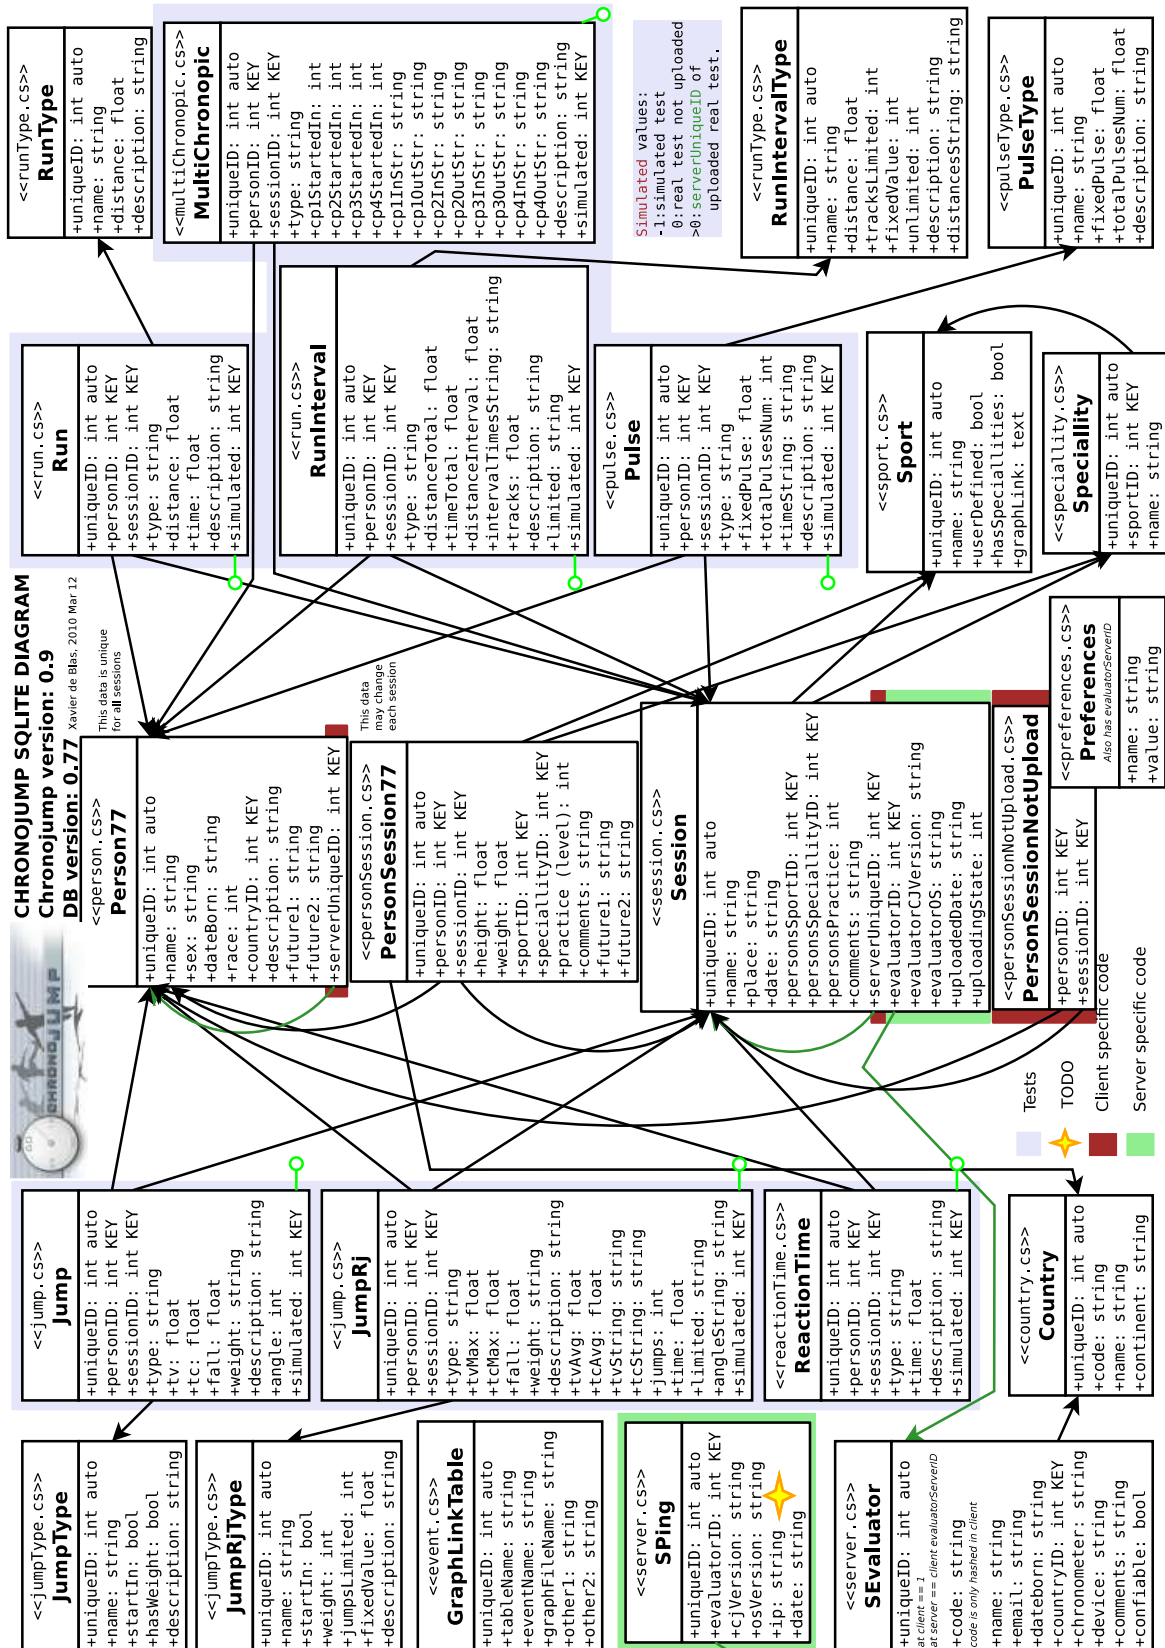 CHRONOJUMP SQLITE DIAGRAM
Chronojump version: 0.9
DB version: 0.77
Xavier de Blas, 2010 Mar 12
CHRONOJUMP
<<jumpType.cs>>
JumpType
+uniqueID: int auto
+name: string
+startIn: bool
+hasWeight: bool
+description: string
<<jump.cs>>
Jump
+uniqueID: int auto
+personID: int KEY
+sessionID: int KEY
+type: string
+tv: float
+tc: float
+fall: float
+weight: string
+description: string
+angle: int
+simulated: int KEY
<<person.cs>>
Person77
This data is unique
for all sessions
+uniqueID: int auto
+name: string
+sex: string
+dateBorn: string
+race: int
+countryID: int KEY
+description: string
+future1: string
+future2: string
+serverUniqueID: int KEY
<<run.cs>>
Run
+uniqueID: int auto
+personID: int KEY
+sessionID: int KEY
+type: string
+distance: float
+time: float
+description: string
+simulated: int KEY
<<runType.cs>>
RunType
+uniqueID: int auto
+name: string
+distance: float
+description: string
<<multiChronopic.cs>>
MultiChronopic
+uniqueID: int auto
+personID: int KEY
+sessionID: int KEY
+type: string
+cp1StartedIn: int
+cp2StartedIn: int
+cp3StartedIn: int
+cp4StartedIn: int
+cp1InStr: string
+cp1OutStr: string
+cp2InStr: string
+cp2OutStr: string
+cp3InStr: string
+cp3OutStr: string
+cp4InStr: string
+cp4OutStr: string
+description: string
+simulated: int KEY
<<jumpType.cs>>
JumpRjType
+uniqueID: int auto
+name: string
+startIn: bool
+weight: int
+jumpsLimited: int
+fixedValue: float
+description: string
<<jump.cs>>
JumpRj
+uniqueID: int auto
+personID: int KEY
+sessionID: int KEY
+type: string
+tvMax: float
+tcMax: float
+fall: float
+weight: string
+description: string
+tvAvg: float
+tcAvg: float
+tvString: string
+tcString: string
+jumps: int
+time: float
+limited: string
+angleString: string
+simulated: int KEY
<<personSession.cs>>
PersonSession77
This data
may change
each session
+uniqueID: int auto
+personID: int KEY
+sessionID: int KEY
+height: float
+weight: float
+sportID: int KEY
+speciallityID: int KEY
+practice (level): int
+comments: string
+future1: string
+future2: string
<<run.cs>>
RunInterval
+uniqueID: int auto
+personID: int KEY
+sessionID: int KEY
+type: string
+distanceTotal: float
+timeTotal: float
+distanceInterval: float
+intervalTimesString: string
+tracks: float
+description: string
+limited: string
+simulated: int KEY
<<event.cs>>
GraphLinkTable
+uniqueID: int auto
+tableName: string
+eventName: string
+graphFileName: string
+other1: string
+other2: string
<<session.cs>>
Session
+uniqueID: int auto
+name: string
+place: string
+date: string
+personsSportID: int KEY
+personsSpeciallityID: int KEY
+personsPractice: int
+comments: string
+serverUniqueID: int KEY
+evaluatorID: int KEY
+evaluatorCJVersion: string
+evaluatorOS: string
+uploadedDate: string
+uploadingState: int
<<pulse.cs>>
Pulse
+uniqueID: int auto
+personID: int KEY
+sessionID: int KEY
+type: string
+fixedPulse: float
+totalPulsesNum: int
+timeString: string
+description: string
+simulated: int KEY
Simulated values:
-1:simulated test
0:real test not uploaded
>0:serverUniqueID of
uploaded real test.
<<server.cs>>
SPing
+uniqueID: int auto
+evaluatorID: int KEY
+cjVersion: string
+osVersion: string
+ip: string
+date: string
<<reactionTime.cs>>
ReactionTime
+uniqueID: int auto
+personID: int KEY
+sessionID: int KEY
+type: string
+time: float
+description: string
+simulated: int KEY
<<runType.cs>>
RunIntervalType
+uniqueID: int auto
+name: string
+distance: float
+tracksLimited: int
+fixedValue: int
+unlimited: int
+description: string
+distancesString: string
<<server.cs>>
SEvaluator
+uniqueID: int auto
at client == 1
at server == client evaluatorServerID
+code: string
code is only hashed in client
+name: string
+email: string
+dateborn: string
+countryID: int KEY
+chronometer: string
+device: string
+comments: string
+confiable: bool
<<sport.cs>>
Sport
+uniqueID: int auto
+name: string
+userDefined: bool
+hasSpeciallities: bool
+graphLink: text
<<pulseType.cs>>
PulseType
+uniqueID: int auto
+name: string
+fixedPulse: float
+totalPulsesNum: float
+description: string
<<country.cs>>
Country
+uniqueID: int auto
+code: string
+name: string
+continent: string
Tests
TODO
Client specific code
Server specific code
<<personSessionNotUpload.cs>>
PersonSessionNotUpload
+personID: int KEY
+sessionID: int KEY
<<preferences.cs>>
Preferences
Also has evaluatorServerID
+name: string
+value: string
<<speciallity.cs>>
Speciallity
+uniqueID: int auto
+sportID: int KEY
+name: string